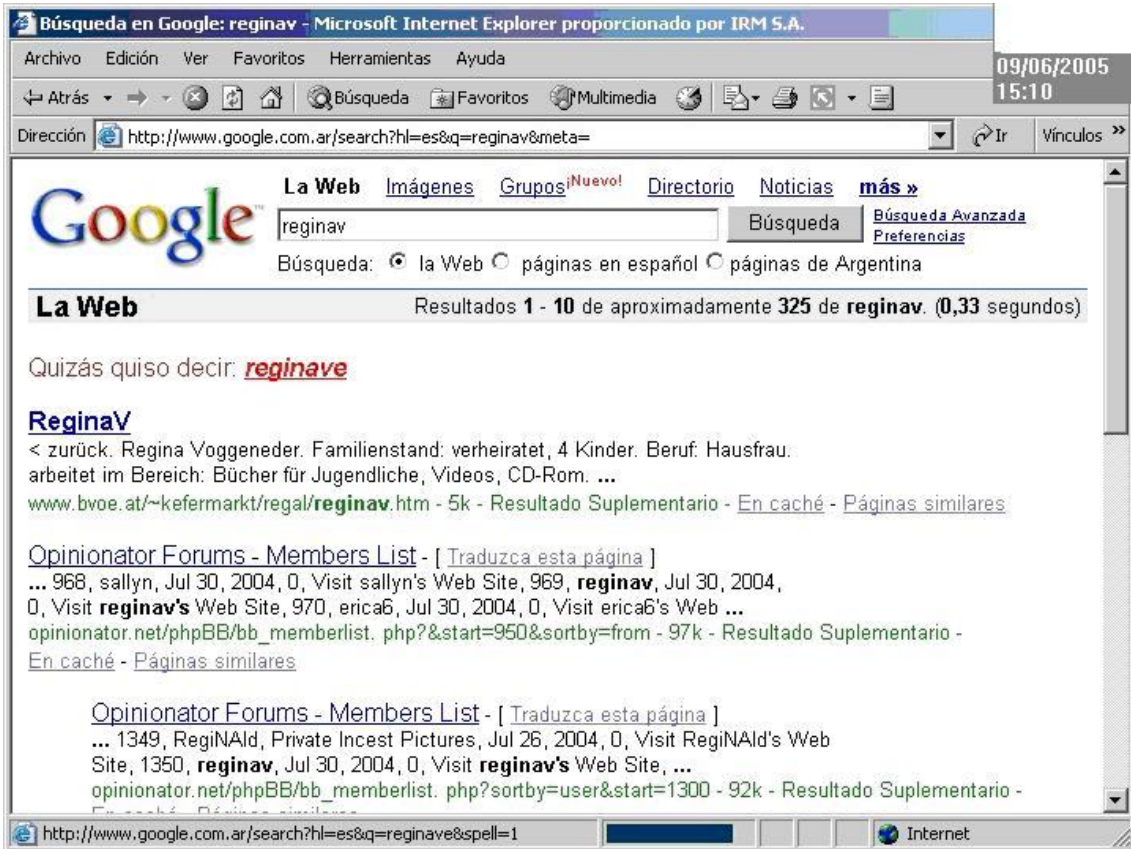 Búsqueda en Google: reginav - Microsoft Internet Explorer proporcionado por IRM S.A.
Archivo Edición Ver Favoritos Herramientas Ayuda
09/06/2005
15:10
Atrás Búsqueda Favoritos Multimedia
Dirección http://www.google.com.ar/search?hl=es&q=reginav&meta= Ir Vínculos »
La Web Imágenes Grupos¡Nuevo! Directorio Noticias más »
Google™ reginav Búsqueda Búsqueda Avanzada
Preferencias
Búsqueda: la Web páginas en español páginas de Argentina
La Web Resultados 1 - 10 de aproximadamente 325 de reginav. (0,33 segundos)
Quizás quiso decir: reginave
ReginaV
< zurück. Regina Voggeneder. Familienstand: verheiratet, 4 Kinder. Beruf: Hausfrau.
arbeitet im Bereich: Bücher für Jugendliche, Videos, CD-Rom. ...
www.bvoe.at/~kefermarkt/regal/reginav.htm - 5k - Resultado Suplementario - En caché - Páginas similares
Opinionator Forums - Members List - [ Traduzca esta página ]
... 968, sallyn, Jul 30, 2004, 0, Visit sallyn's Web Site, 969, reginav, Jul 30, 2004,
0, Visit reginav's Web Site, 970, erica6, Jul 30, 2004, 0, Visit erica6's Web ...
opinionator.net/phpBB/bb_memberlist. php?&start=950&sortby=from - 97k - Resultado Suplementario -
En caché - Páginas similares
Opinionator Forums - Members List - [ Traduzca esta página ]
... 1349, RegiNAld, Private Incest Pictures, Jul 26, 2004, 0, Visit RegiNAld's Web
Site, 1350, reginav, Jul 30, 2004, 0, Visit reginav's Web Site, ...
opinionator.net/phpBB/bb_memberlist. php?sortby=user&start=1300 - 92k - Resultado Suplementario -
En caché - Páginas similares
http://www.google.com.ar/search?hl=es&q=reginave&spell=1 Internet